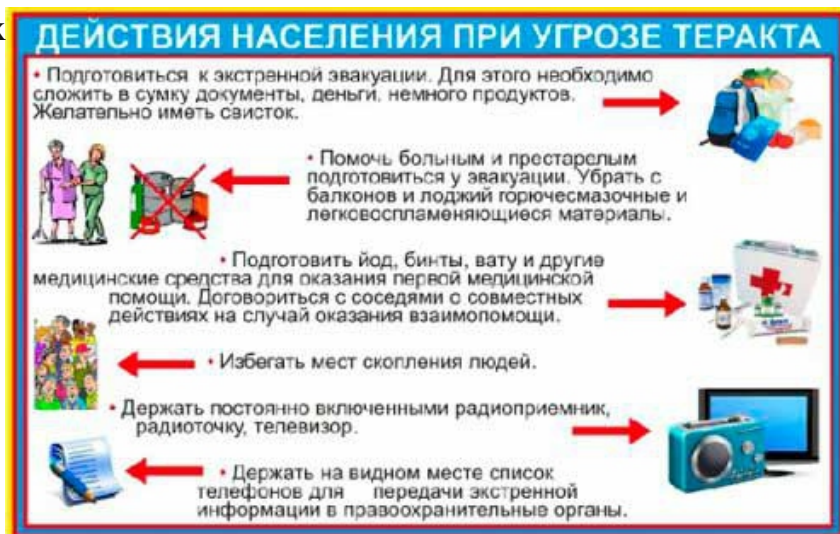 к
ДЕЙСТВИЯ НАСЕЛЕНИЯ ПРИ УГРОЗЕ ТЕРАКТА
• Подготовиться к экстренной эвакуации. Для этого необходимо
сложить в сумку документы, деньги, немного продуктов.
Желательно иметь свисток.
• Помочь больным и престарелым
подготовиться у эвакуации. Убрать с
балконов и лоджий горючесмазочные и
легковоспламеняющиеся материалы.
• Подготовить йод, бинты, вату и другие
медицинские средства для оказания первой медицинской
помощи. Договориться с соседями о совместных
действиях на случай оказания взаимопомощи.
• Избегать мест скопления людей.
• Держать постоянно включенными радиоприемник,
радиоточку, телевизор.
• Держать на видном месте список
телефонов для передачи экстренной
информации в правоохранительные органы.